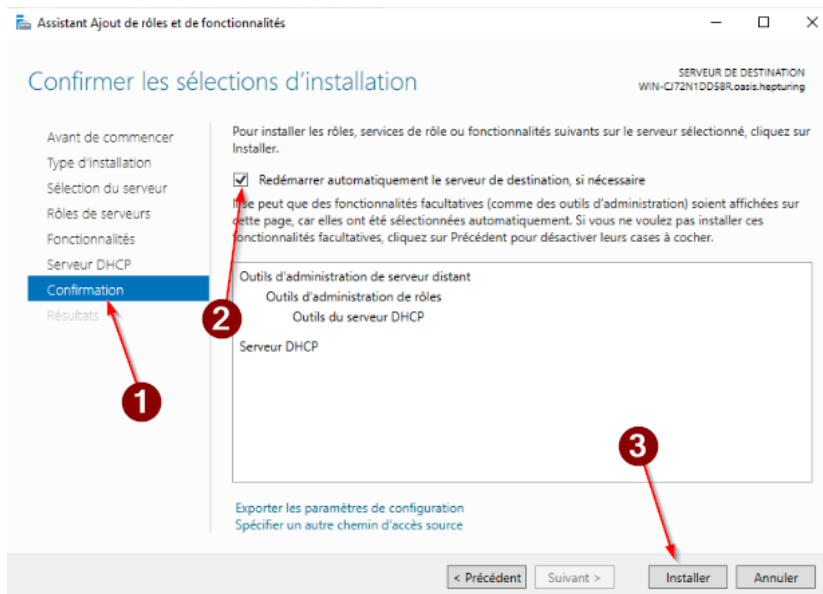 Assistant Ajout de rôles et de fonctionnalités
Confirmer les sélections d'installation
SERVEUR DE DESTINATION
WIN-CJ72N1DD58R.oasis.hepturing
Avant de commencer
Type d'installation
Sélection du serveur
Rôles de serveurs
Fonctionnalités
Serveur DHCP
Confirmation
Résultats
Pour installer les rôles, services de rôle ou fonctionnalités suivants sur le serveur sélectionné, cliquez sur
Installer.
Redémarrer automatiquement le serveur de destination, si nécessaire
Il se peut que des fonctionnalités facultatives (comme des outils d'administration) soient affichées sur
cette page, car elles ont été sélectionnées automatiquement. Si vous ne voulez pas installer ces
fonctionnalités facultatives, cliquez sur Précédent pour désactiver leurs cases à cocher.
Outils d'administration de serveur distant
Outils d'administration de rôles
Outils du serveur DHCP
Serveur DHCP
1
2
3
Exporter les paramètres de configuration
Spécifier un autre chemin d'accès source
< Précédent
Suivant >
Installer
Annuler